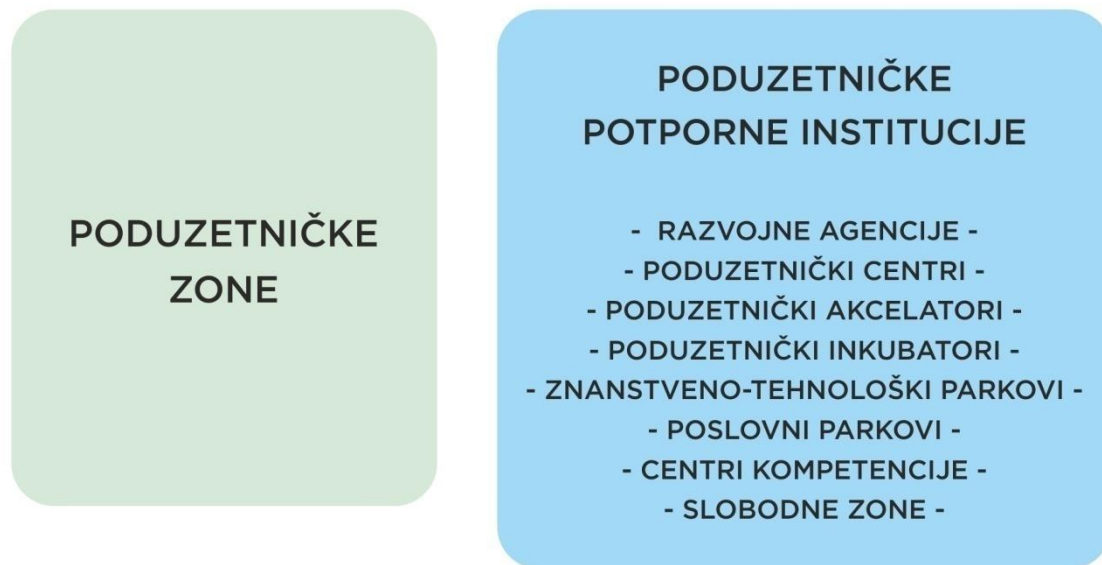 PODUZETNIČKE
ZONE
PODUZETNIČKE
POTPORNE INSTITUCIJE
- RAZVOJNE AGENCIJE -
- PODUZETNIČKI CENTRI -
- PODUZETNIČKI AKCELATORI -
- PODUZETNIČKI INKUBATORI -
- ZNANSTVENO-TEHNOLOŠKI PARKOVI -
- POSLOVNI PARKOVI -
- CENTRI KOMPETENCIJE -
- SLOBODNE ZONE -